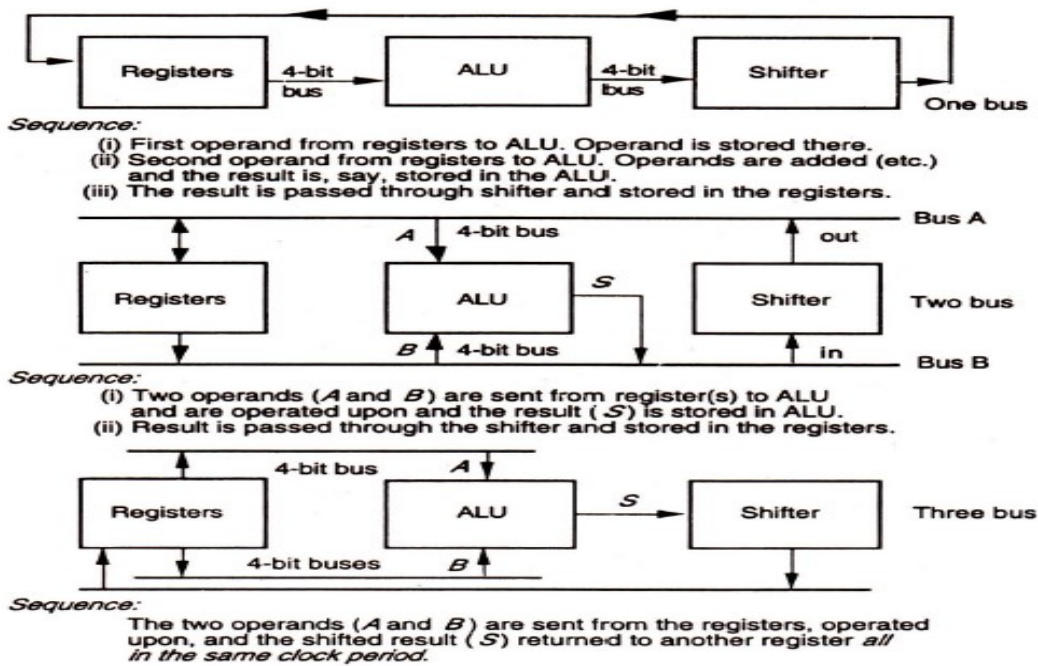 Registers
4-bit
bus
ALU
4-bit
bus
Shifter
One bus
Sequence:
(i) First operand from registers to ALU. Operand is stored there.
(ii) Second operand from registers to ALU. Operands are added (etc.)
and the result is, say, stored in the ALU.
(iii) The result is passed through shifter and stored in the registers.
Bus A
A
4-bit bus
out
Registers
ALU
S
Shifter
Two bus
B
4-bit bus
in
Bus B
Sequence:
(i) Two operands (A and B) are sent from register(s) to ALU
and are operated upon and the result (S) is stored in ALU.
(ii) Result is passed through the shifter and stored in the registers.
4-bit bus
A
Registers
ALU
S
Shifter
Three bus
4-bit buses
B
Sequence:
The two operands (A and B) are sent from the registers, operated
upon, and the shifted result (S) returned to another register all
in the same clock period.